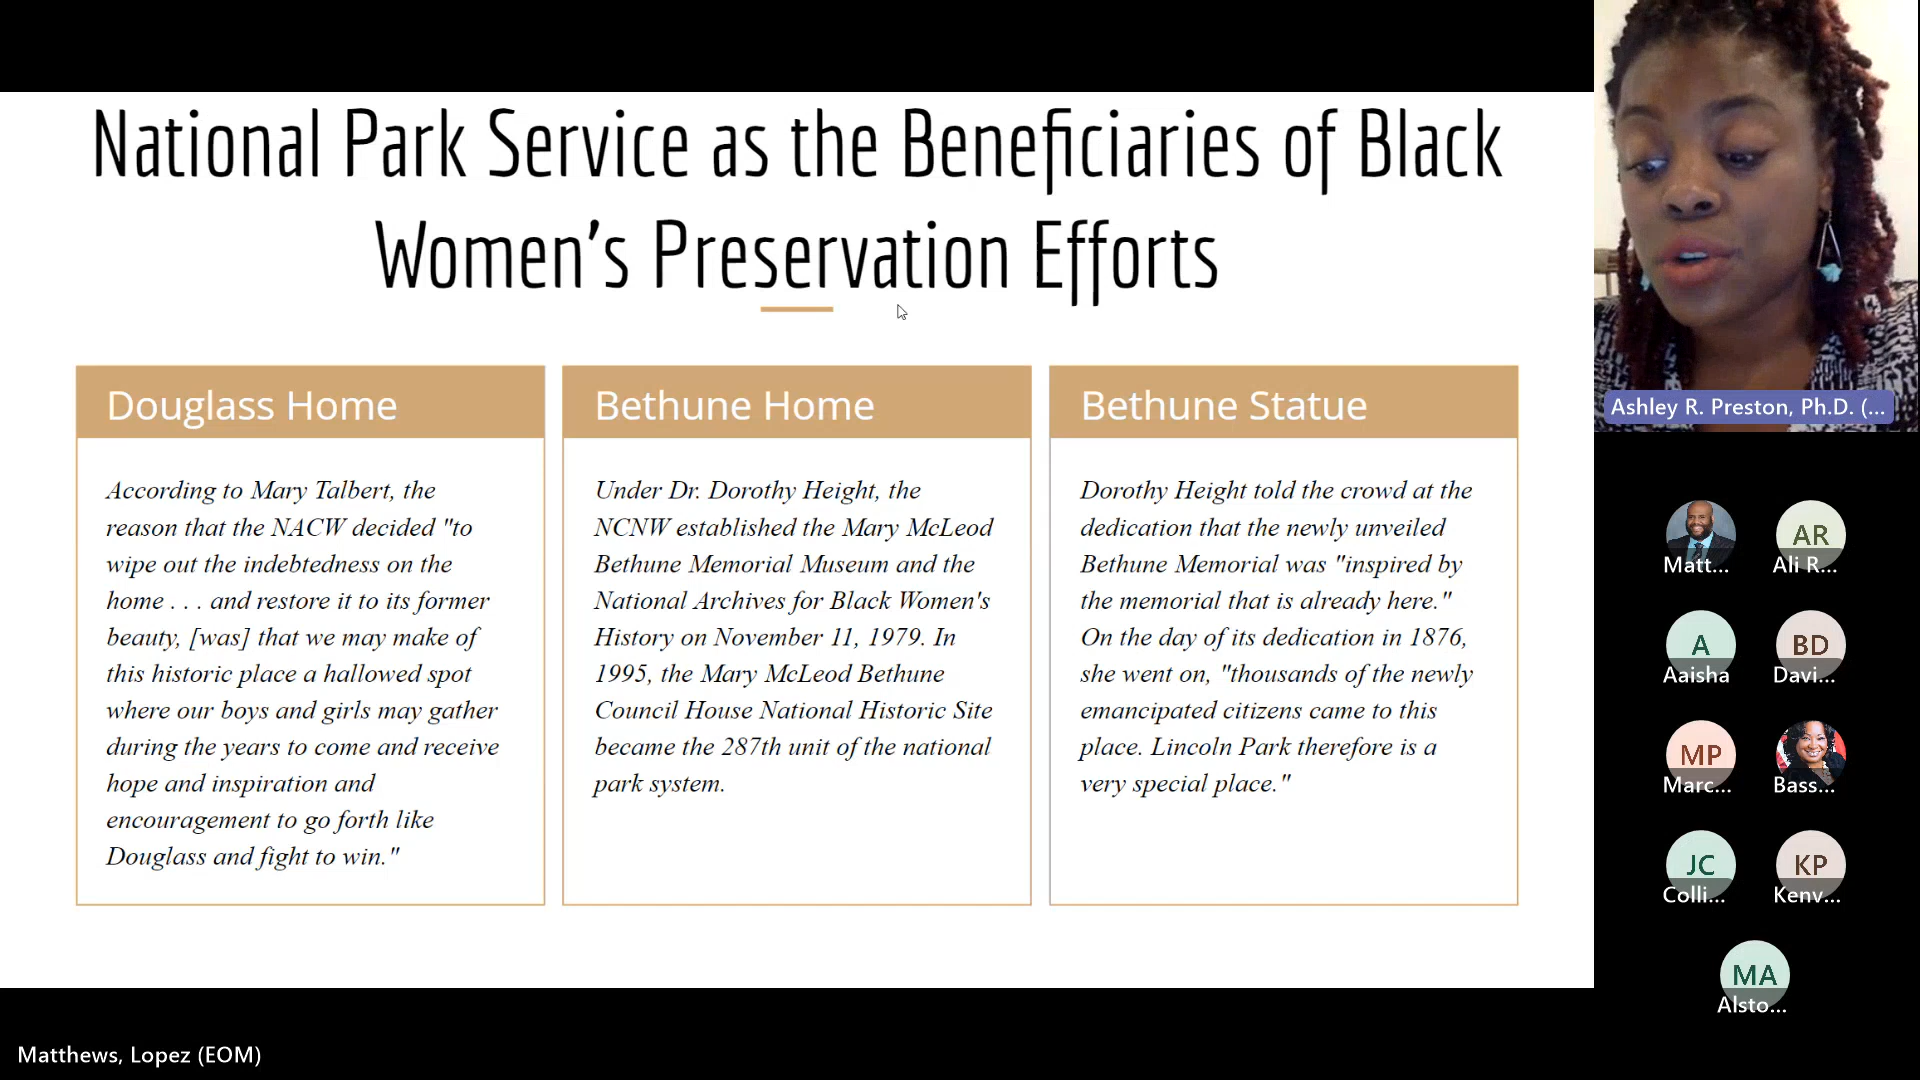 National Park Service as the Beneficiaries of Black
Women's Preservation Efforts
Douglass Home
According to Mary Talbert, the
reason that the NACW decided "to
wipe out the indebtedness on the
home . . . and restore it to its former
beauty, [was] that we may make of
this historic place a hallowed spot
where our boys and girls may gather
during the years to come and receive
hope and inspiration and
encouragement to go forth like
Douglass and fight to win."
Bethune Home
Under Dr. Dorothy Height, the
NCNW established the Mary McLeod
Bethune Memorial Museum and the
National Archives for Black Women's
History on November 11, 1979. In
1995, the Mary McLeod Bethune
Council House National Historic Site
became the 287th unit of the national
park system.
Bethune Statue
Dorothy Height told the crowd at the
dedication that the newly unveiled
Bethune Memorial was "inspired by
the memorial that is already here."
On the day of its dedication in 1876,
she went on, "thousands of the newly
emancipated citizens came to this
place. Lincoln Park therefore is a
very special place."
Ashley R. Preston, Ph.D. (...
Matt...
AR
Ali R...
A
Aaisha
BD
Davi...
MP
Marc...
Bass...
JC
Colli...
KP
Kenv...
MA
Alsto...
Matthews, Lopez (EOM)